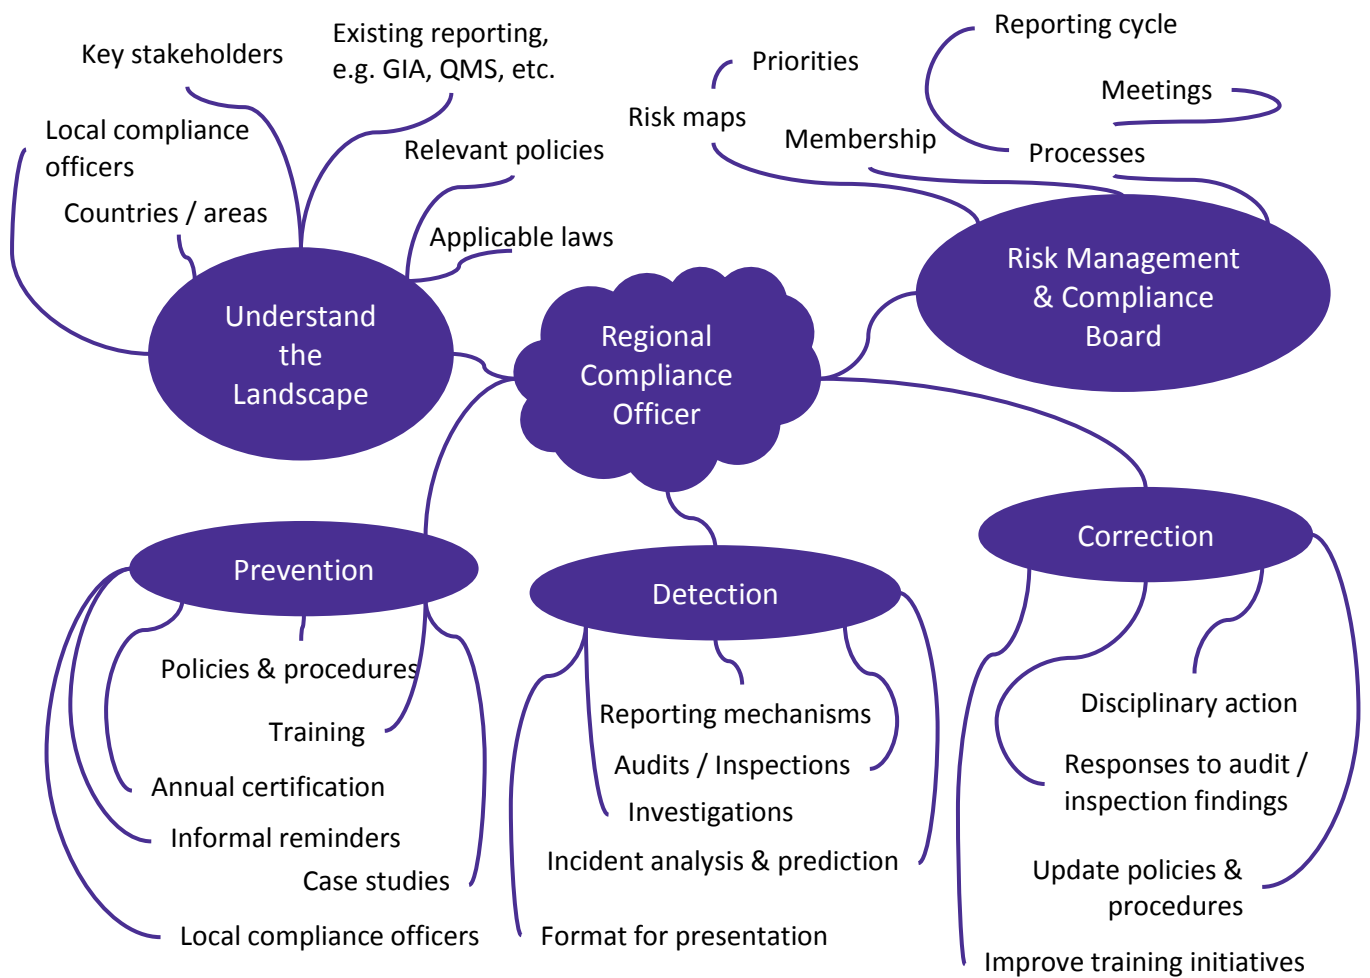 Key stakeholders
Existing reporting,
e.g. GIA, QMS, etc.
Local compliance
officers
Relevant policies
Countries / areas
Applicable laws
Understand
the
Landscape
Reporting cycle
Priorities
Meetings
Risk maps
Membership
Processes
Risk Management
& Compliance
Board
Regional
Compliance
Officer
Prevention
Policies & procedures
Training
Annual certification
Informal reminders
Case studies
Local compliance officers
Detection
Reporting mechanisms
Audits / Inspections
Investigations
Incident analysis & prediction
Format for presentation
Correction
Disciplinary action
Responses to audit /
inspection findings
Update policies &
procedures
Improve training initiatives